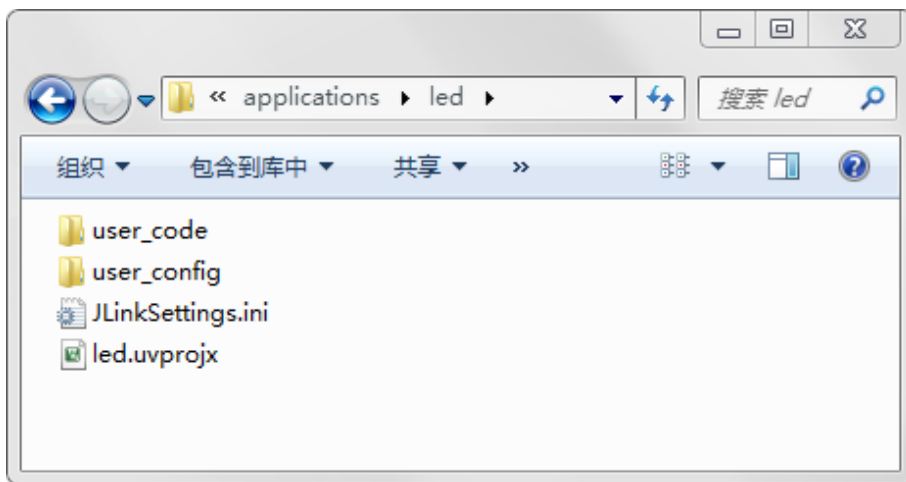 « applications ▸ led ▸ 搜索 led
组织 ▼ 包含到库中 ▼ 共享 ▼ »
user_code
user_config
JLinkSettings.ini
led.uvprojx